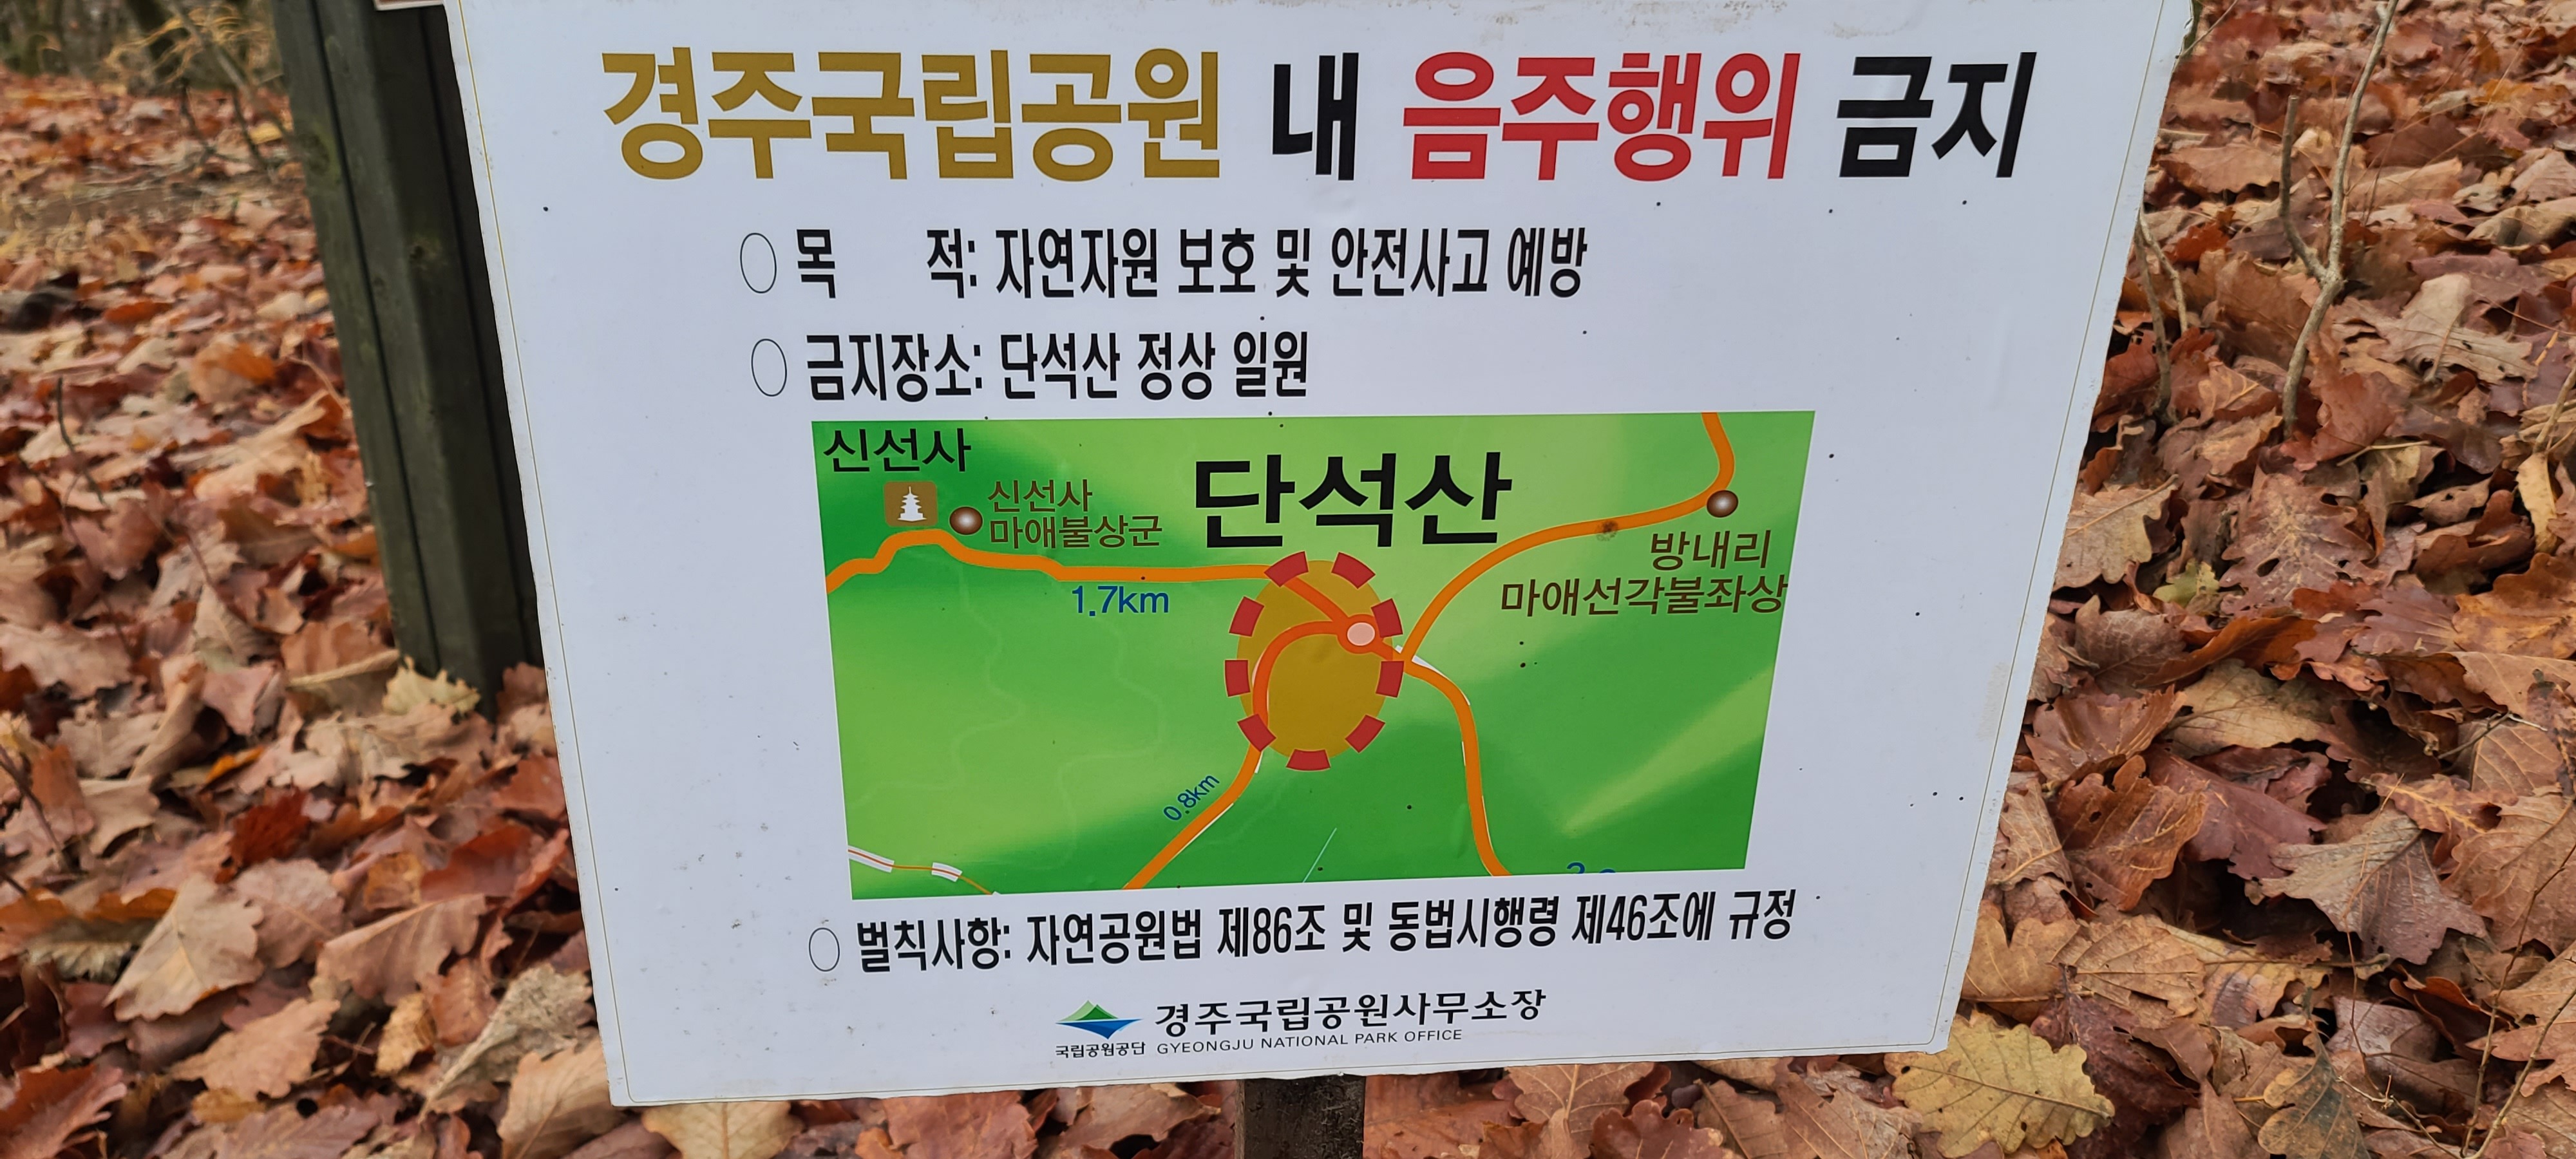 경주국립공원 내 음주행위 금지
○ 목 적: 자연자원 보호 및 안전사고 예방
○ 금지장소: 단석산 정상 일원
신선사
신선사
마애불상군
단석산
방내리
마애선각불좌상
1.7km
0.8km
○ 벌칙사항: 자연공원법 제86조 및 동법시행령 제46조에 규정
경주국립공원사무소장
국립공원공단 GYEONGJU NATIONAL PARK OFFICE